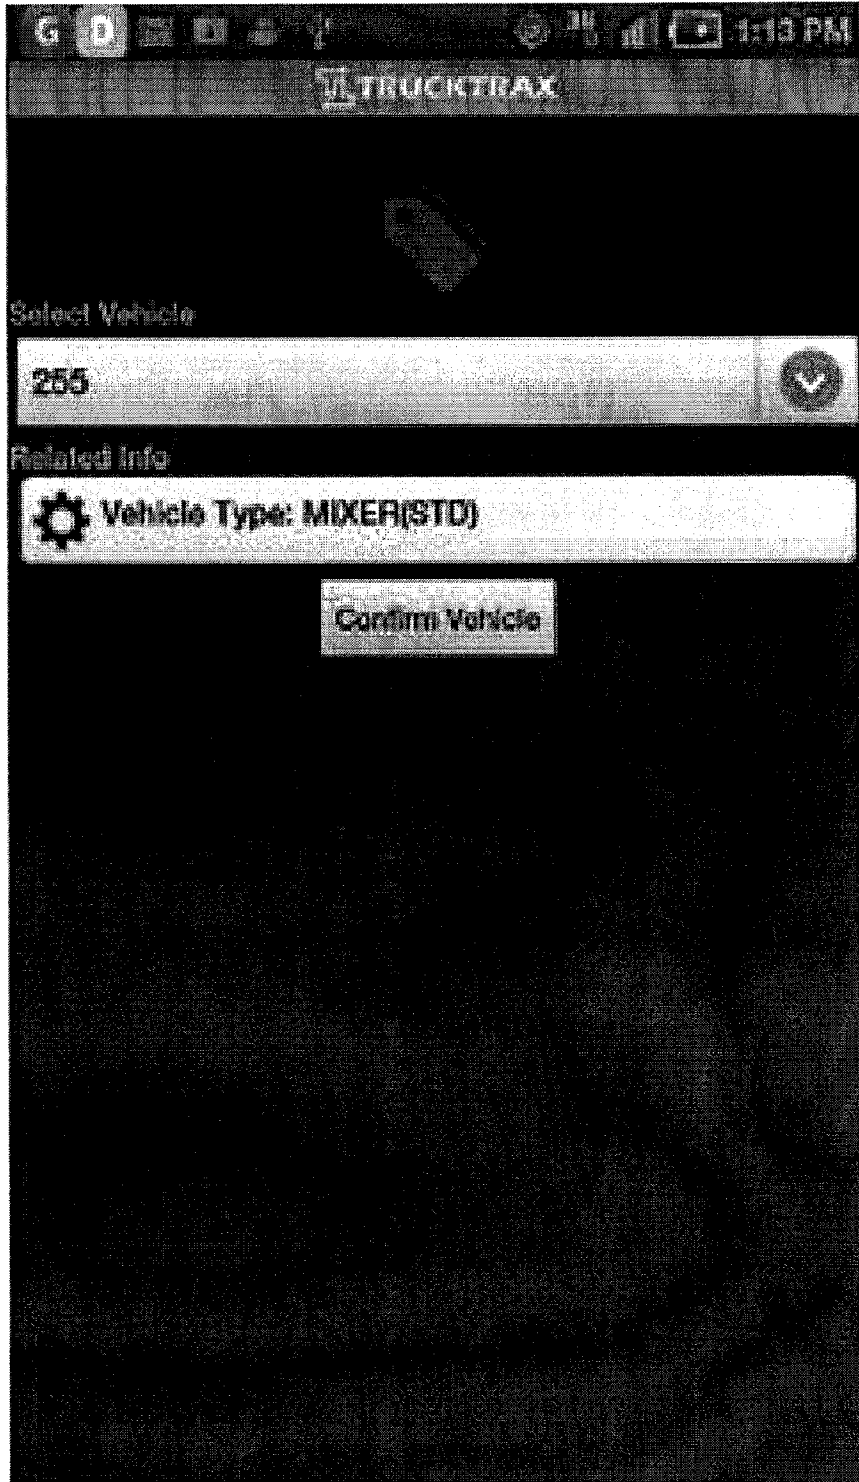 G D 1:13 PM
TRUCKTRAX
Select Vehicle
255
Related Info
Vehicle Type: MIXER(STD)
Confirm Vehicle